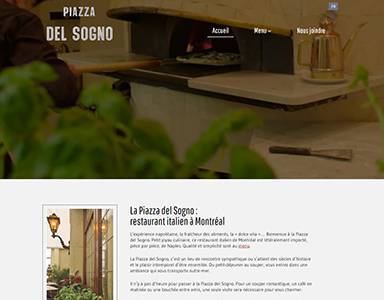 PIAZZA
DEL SOGNO
FR
Accueil
Menu
Nous joindre
La Piazza del Sogno :
restaurant italien à Montréal
L'expérience napolitaine, la fraîcheur des aliments, la « dolce vita »... Bienvenue à la Piazza
del Sogno. Petit joyau culinaire, ce restaurant italien de Montréal est littéralement importé,
pièce par pièce, de Naples. Qualité et simplicité sont au menu.
La Piazza del Sogno, c'est un lieu de rencontre sympathique où s'allient des siècles d'histoire
et le plaisir intemporel d'être ensemble. Du petit-déjeuner au souper, vous entrez dans une
ambiance qui vous transporte outre-mer.
Il n'y a pas d'heure pour passer à la Piazza del Sogno. Pour un souper romantique, un café en
matinée ou une bouchée entre amis, une seule visite sera nécessaire pour vous charmer.